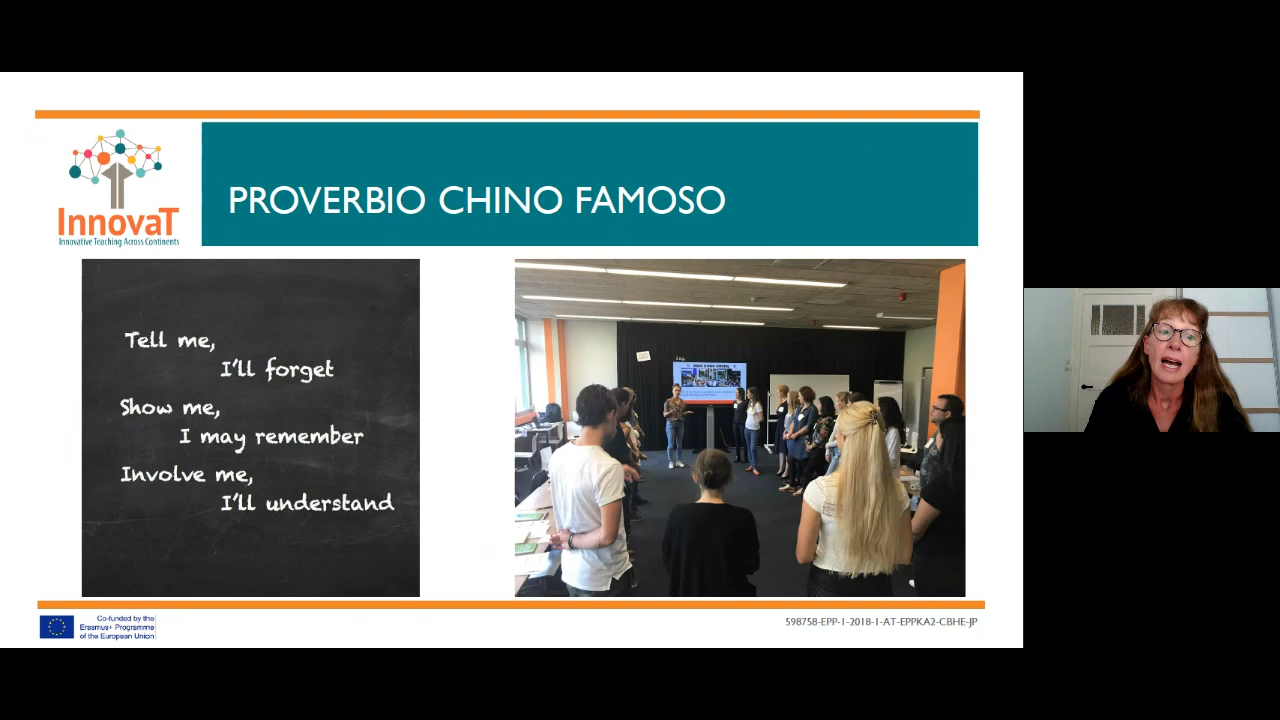 InnovaT
Innovative Teaching Across Continents
PROVERBIO CHINO FAMOSO
Tell me,
I'll forget
Show me,
I may remember
Involve me,
I'll understand
Co-funded by the
Erasmus+ Programme
of the European Union
598758-EPP-1-2018-1-AT-EPPKA2-CBHE-JP